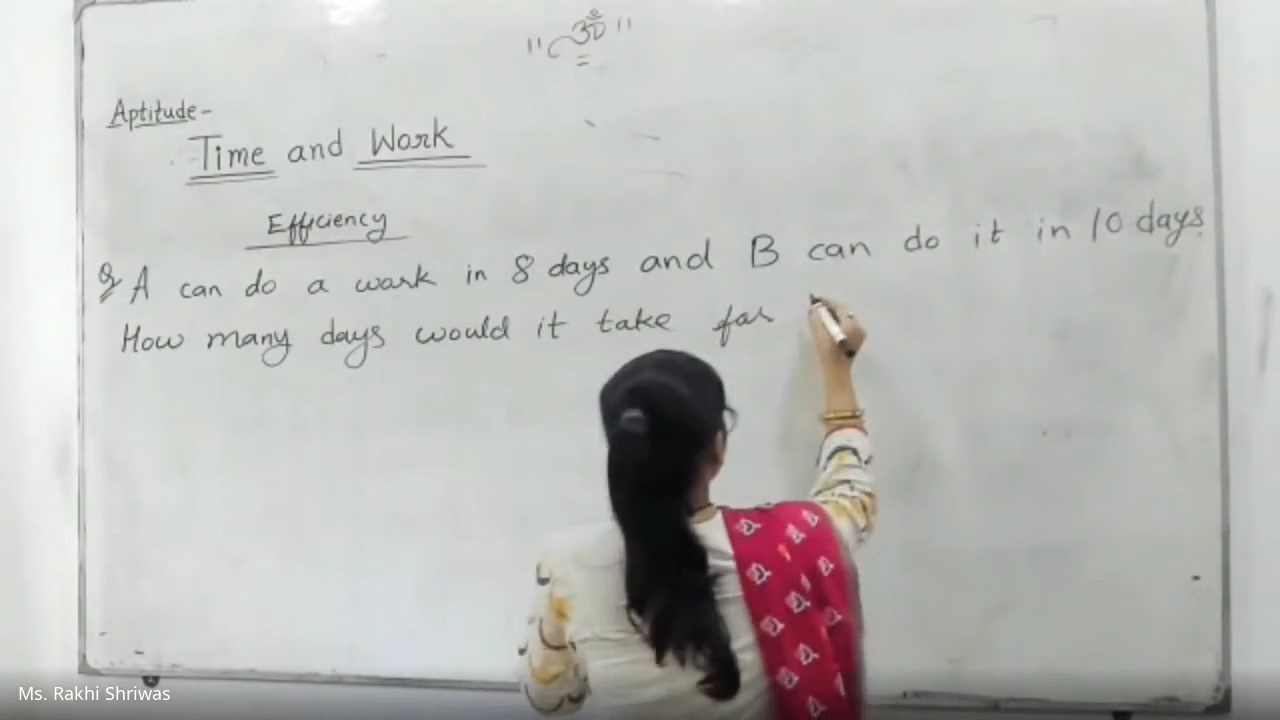 " ॐ "
Aptitude-
Time and Work
Efficiency
Q A can do a work in 8 days and B can do it in 10 days.
How many days would it take for
Ms. Rakhi Shriwas